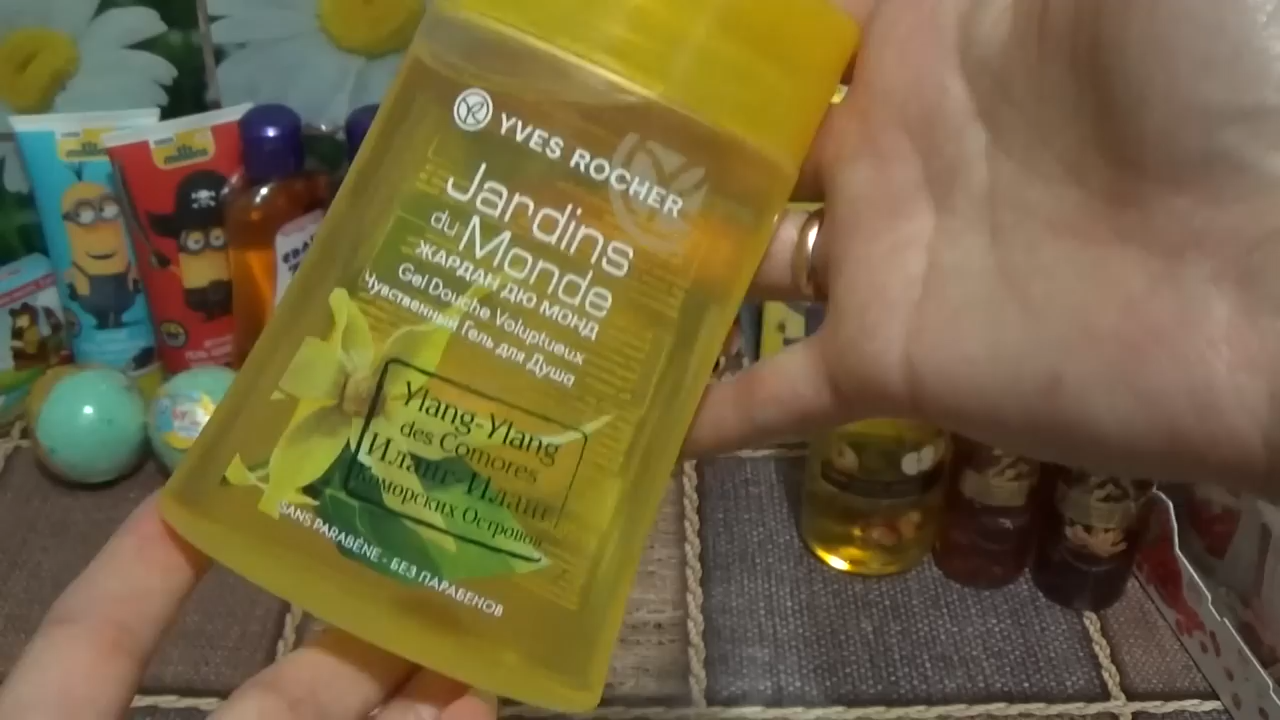 YVES ROCHER
Jardins
du Monde
ЖАРДАН ДЮ МОНД
Gel Douche Voluptueux
Чувственный Гель для Душа
Ylang-Ylang
des Comores
Иланг-Иланг
Коморских Островов
SANS PARABÈNE - БЕЗ ПАРАБЕНОВ